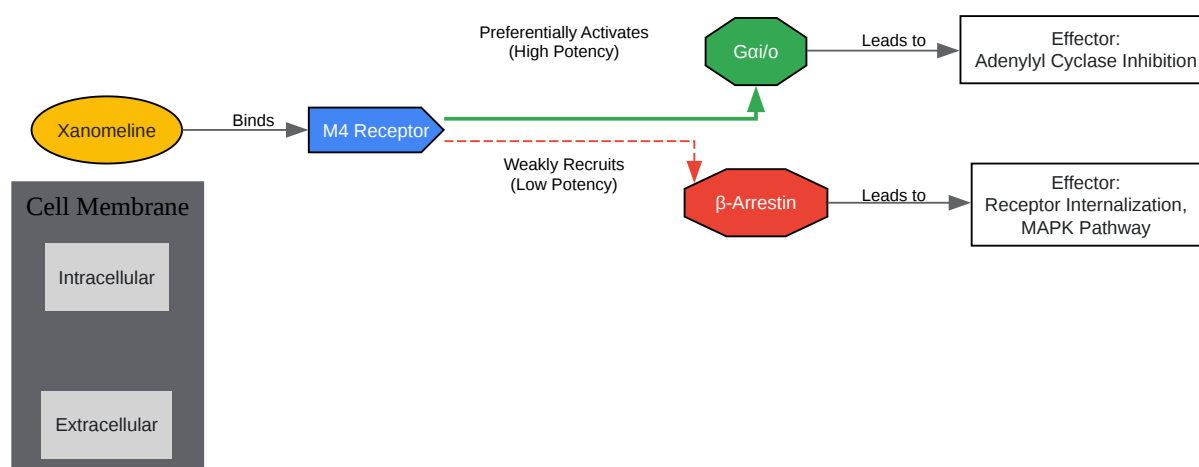 Preferentially Activates
(High Potency)
Gαi/o
Leads to
Effector:
Adenylyl Cyclase Inhibition
Xanomeline
Binds
M4 Receptor
Weakly Recruits
(Low Potency)
β-Arrestin
Leads to
Effector:
Receptor Internalization,
MAPK Pathway
Cell Membrane
Intracellular
Extracellular